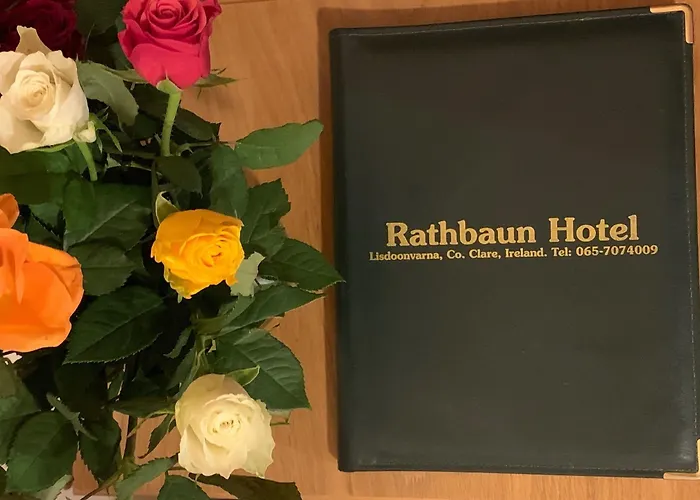 Rathbaun Hotel
Lisdoonvarna, Co. Clare, Ireland. Tel: 065-7074009